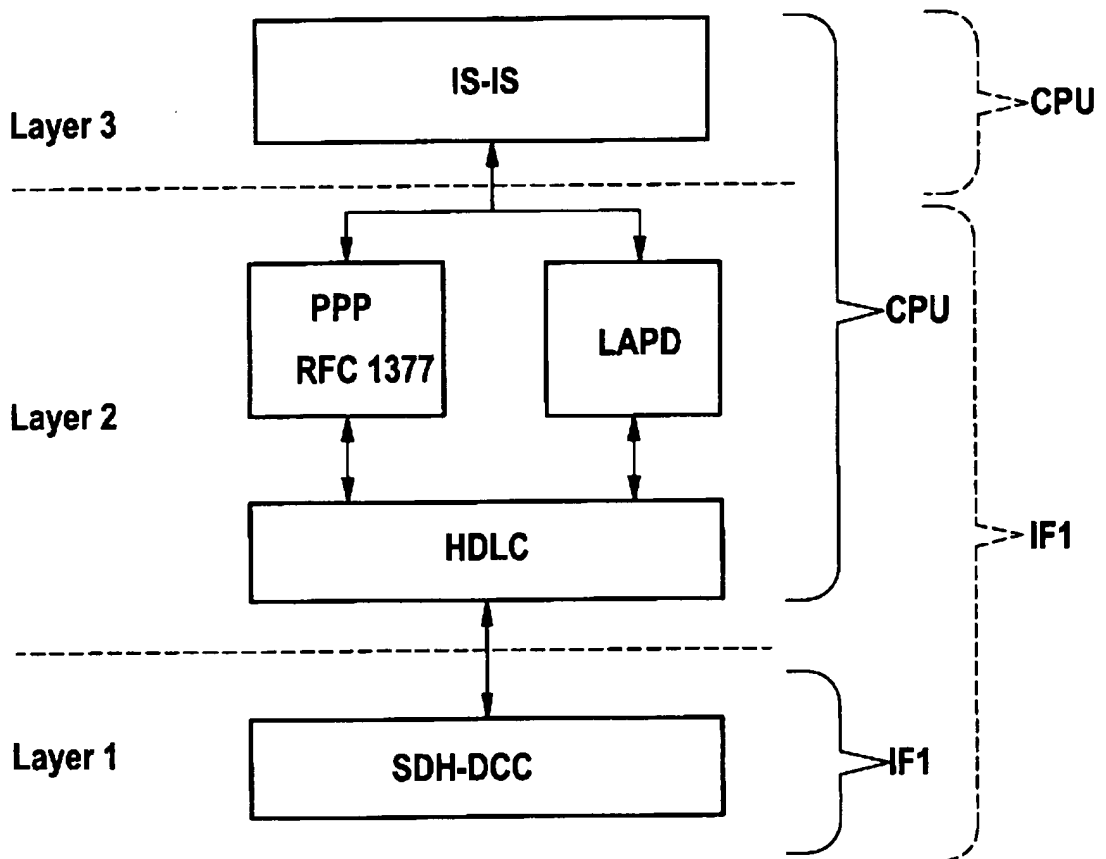 IS-IS
CPU
Layer 3
PPP
RFC 1377
LAPD
CPU
Layer 2
HDLC
IF1
Layer 1
SDH-DCC
IF1